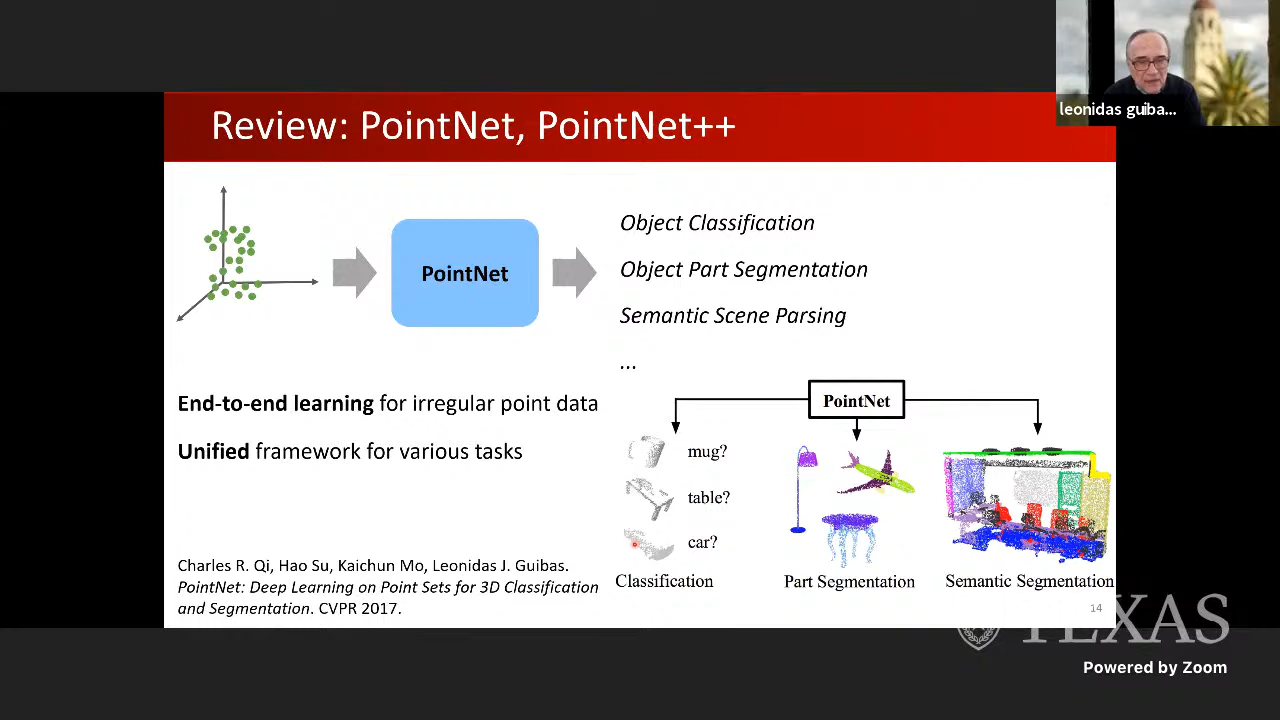 leonidas guiba...
Review: PointNet, PointNet++
PointNet
Object Classification
Object Part Segmentation
Semantic Scene Parsing
...
End-to-end learning for irregular point data
Unified framework for various tasks
PointNet
mug?
table?
car?
Classification
Part Segmentation
Semantic Segmentation
Charles R. Qi, Hao Su, Kaichun Mo, Leonidas J. Guibas.
PointNet: Deep Learning on Point Sets for 3D Classification
and Segmentation. CVPR 2017.
14
TEXAS
Powered by Zoom